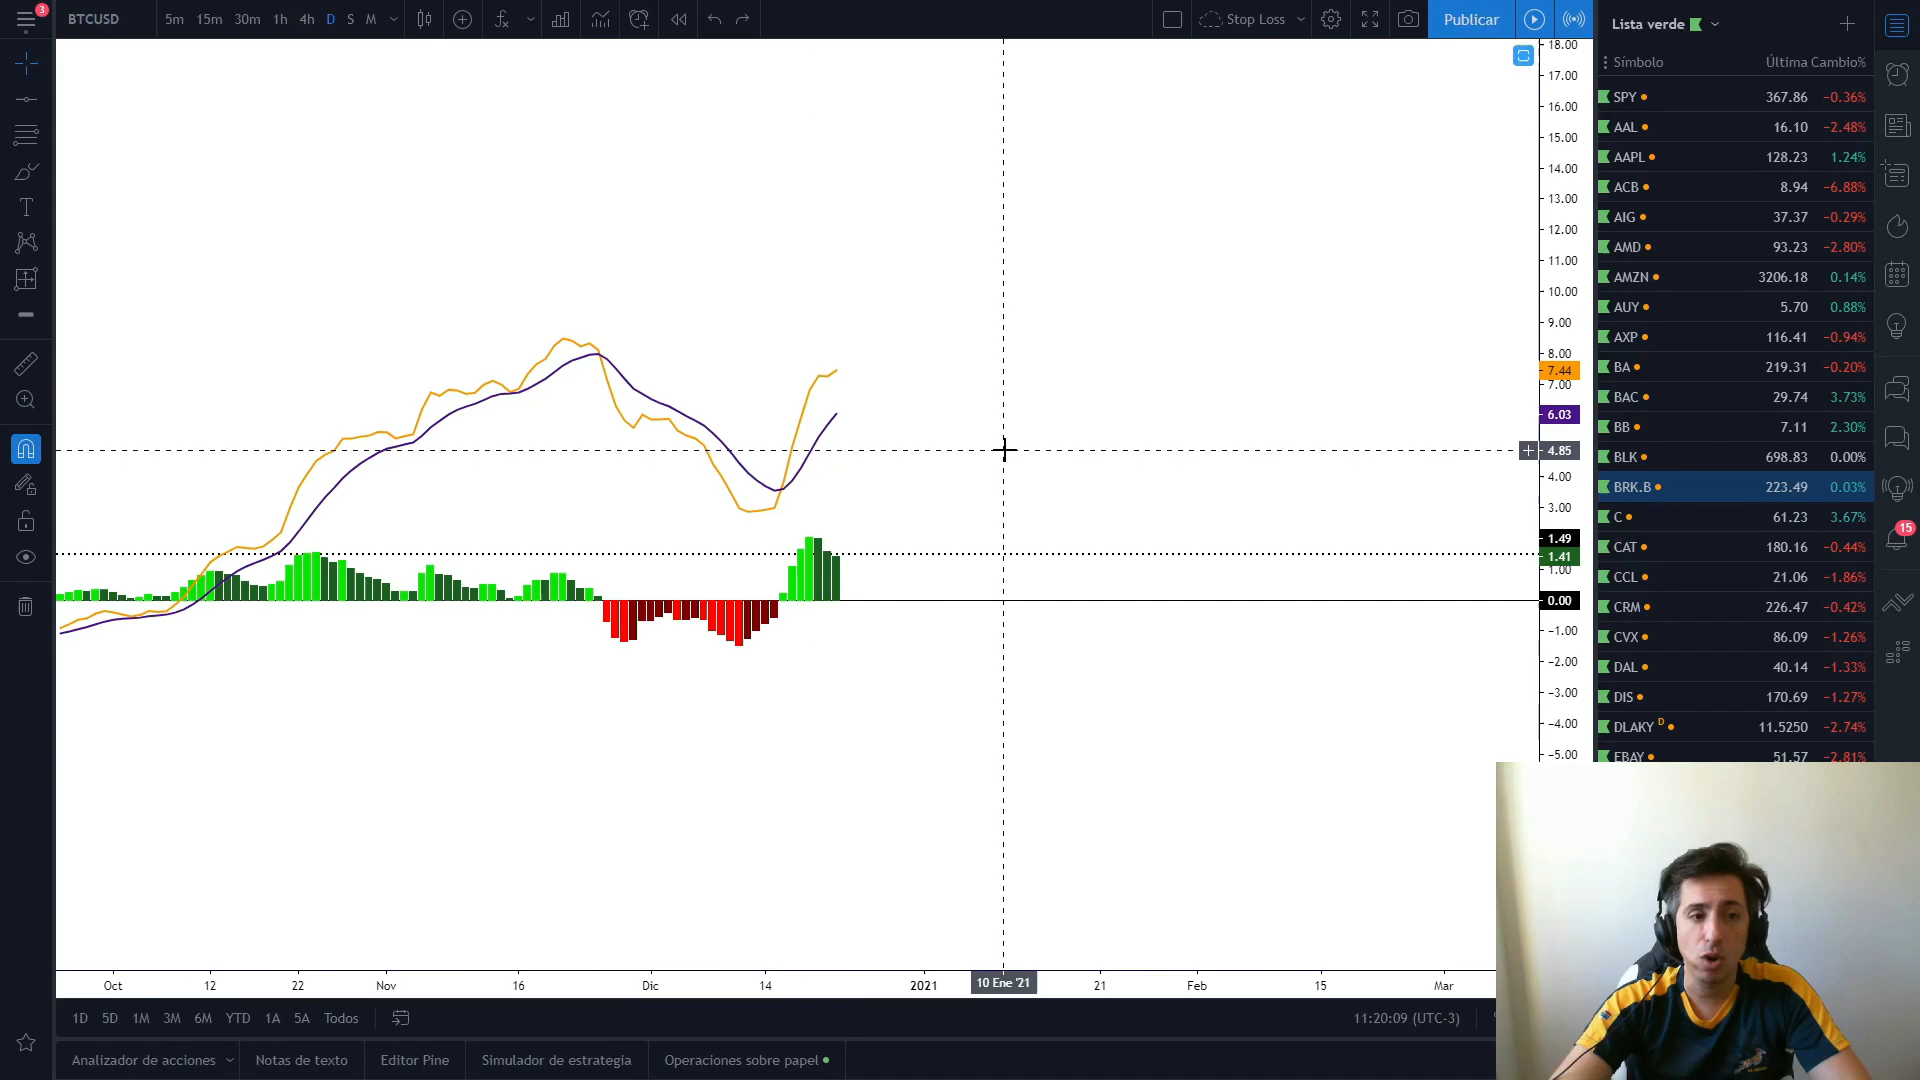 3
BTCUSD 5m 15m 30m 1h 4h D S M Stop Loss Publicar
Lista verde
Símbolo Última Cambio%
SPY 367.86 −0.36%
AAL 16.10 −2.48%
AAPL 128.23 1.24%
ACB 8.94 −6.88%
AIG 37.37 −0.29%
AMD 93.23 −2.80%
AMZN 3206.18 0.14%
AUY 5.70 0.88%
AXP 116.41 −0.94%
BA 219.31 −0.20%
BAC 29.74 3.73%
BB 7.11 2.30%
BLK 698.83 0.00%
BRK.B 223.49 0.03%
C 61.23 3.67%
CAT 180.16 −0.44%
CCL 21.06 −1.86%
CRM 226.47 −0.42%
CVX 86.09 −1.26%
DAL 40.14 −1.33%
DIS 170.69 −1.27%
DLAKY D 11.5250 −2.74%
EBAY 51.57 −2.81%
15
18.00
17.00
16.00
15.00
14.00
13.00
12.00
11.00
10.00
9.00
8.00
7.44
7.00
6.03
4.85
4.00
3.00
1.49
1.41
1.00
0.00
−1.00
−2.00
−3.00
−4.00
−5.00
Oct 12 22 Nov 16 Dic 14 2021 10 Ene '21 21 Feb 15 Mar
1D 5D 1M 3M 6M YTD 1A 5A Todos 11:20:09 (UTC-3)
Analizador de acciones Notas de texto Editor Pine Simulador de estrategia Operaciones sobre papel